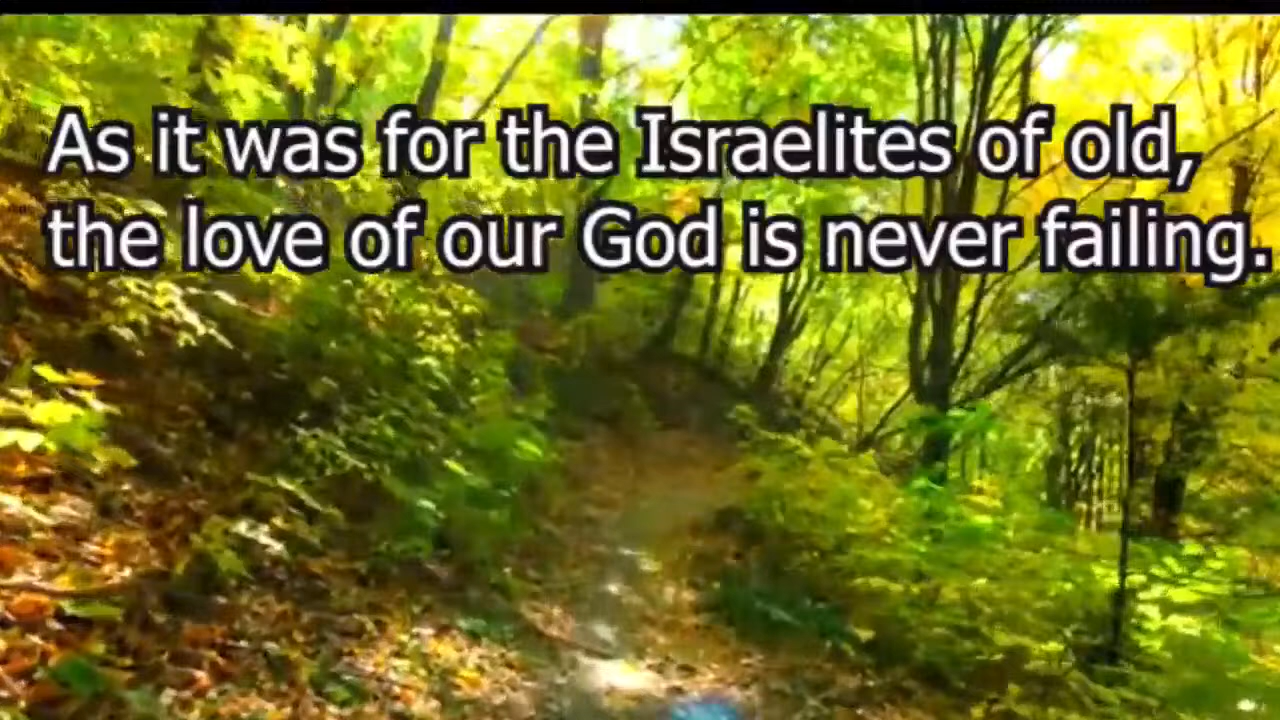 As it was for the Israelites of old,
the love of our God is never failing.